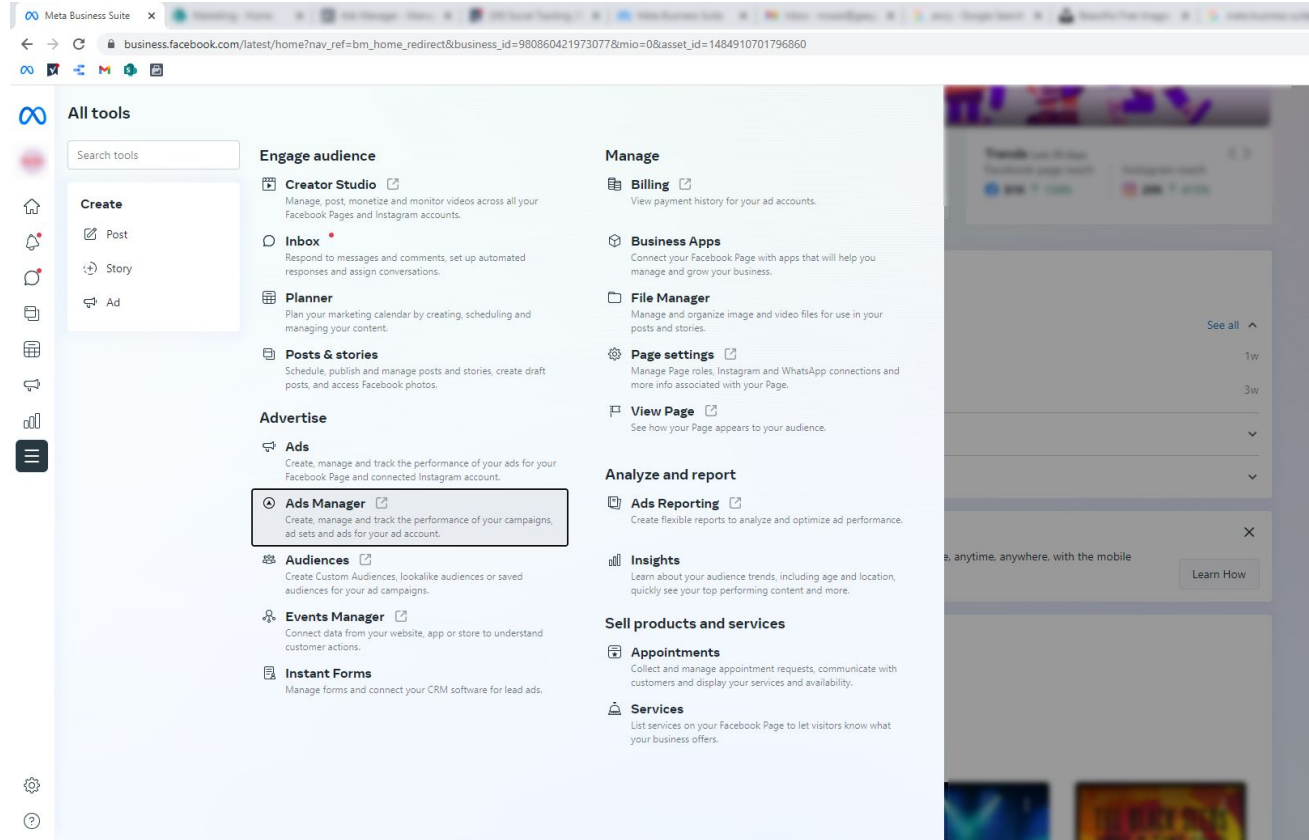 Meta Business Suite
business.facebook.com/latest/home?nav_ref=bm_home_redirect&business_id=980860421973077&mio=0&asset_id=1484910701796860
All tools
Search tools
Create
Post
Story
Ad
Engage audience
Creator Studio
Manage, post, monetize and monitor videos across all your
Facebook Pages and Instagram accounts.
Inbox
Respond to messages and comments, set up automated
responses and assign conversations.
Planner
Plan your marketing calendar by creating, scheduling and
managing your content.
Posts & stories
Schedule, publish and manage posts and stories, create draft
posts, and access Facebook photos.
Advertise
Ads
Create, manage and track the performance of your ads for your
Facebook Page and connected Instagram account.
Ads Manager
Create, manage and track the performance of your campaigns,
ad sets and ads for your ad account.
Audiences
Create Custom Audiences, lookalike audiences or saved
audiences for your ad campaigns.
Events Manager
Connect data from your website, app or store to understand
customer actions.
Instant Forms
Manage forms and connect your CRM software for lead ads.
Manage
Billing
View payment history for your ad accounts.
Business Apps
Connect your Facebook Page with apps that will help you
manage and grow your business.
File Manager
Manage and organize image and video files for use in your
posts and stories.
Page settings
Manage Page roles, Instagram and WhatsApp connections and
more info associated with your Page.
View Page
See how your Page appears to your audience.
Analyze and report
Ads Reporting
Create flexible reports to analyze and optimize ad performance.
Insights
Learn about your audience trends, including age and location,
quickly see your top performing content and more.
Sell products and services
Appointments
Collect and manage appointment requests, communicate with
customers and display your services and availability.
Services
List services on your Facebook Page to let visitors know what
your business offers.
See all
1w
3w
e, anytime, anywhere, with the mobile
Learn How